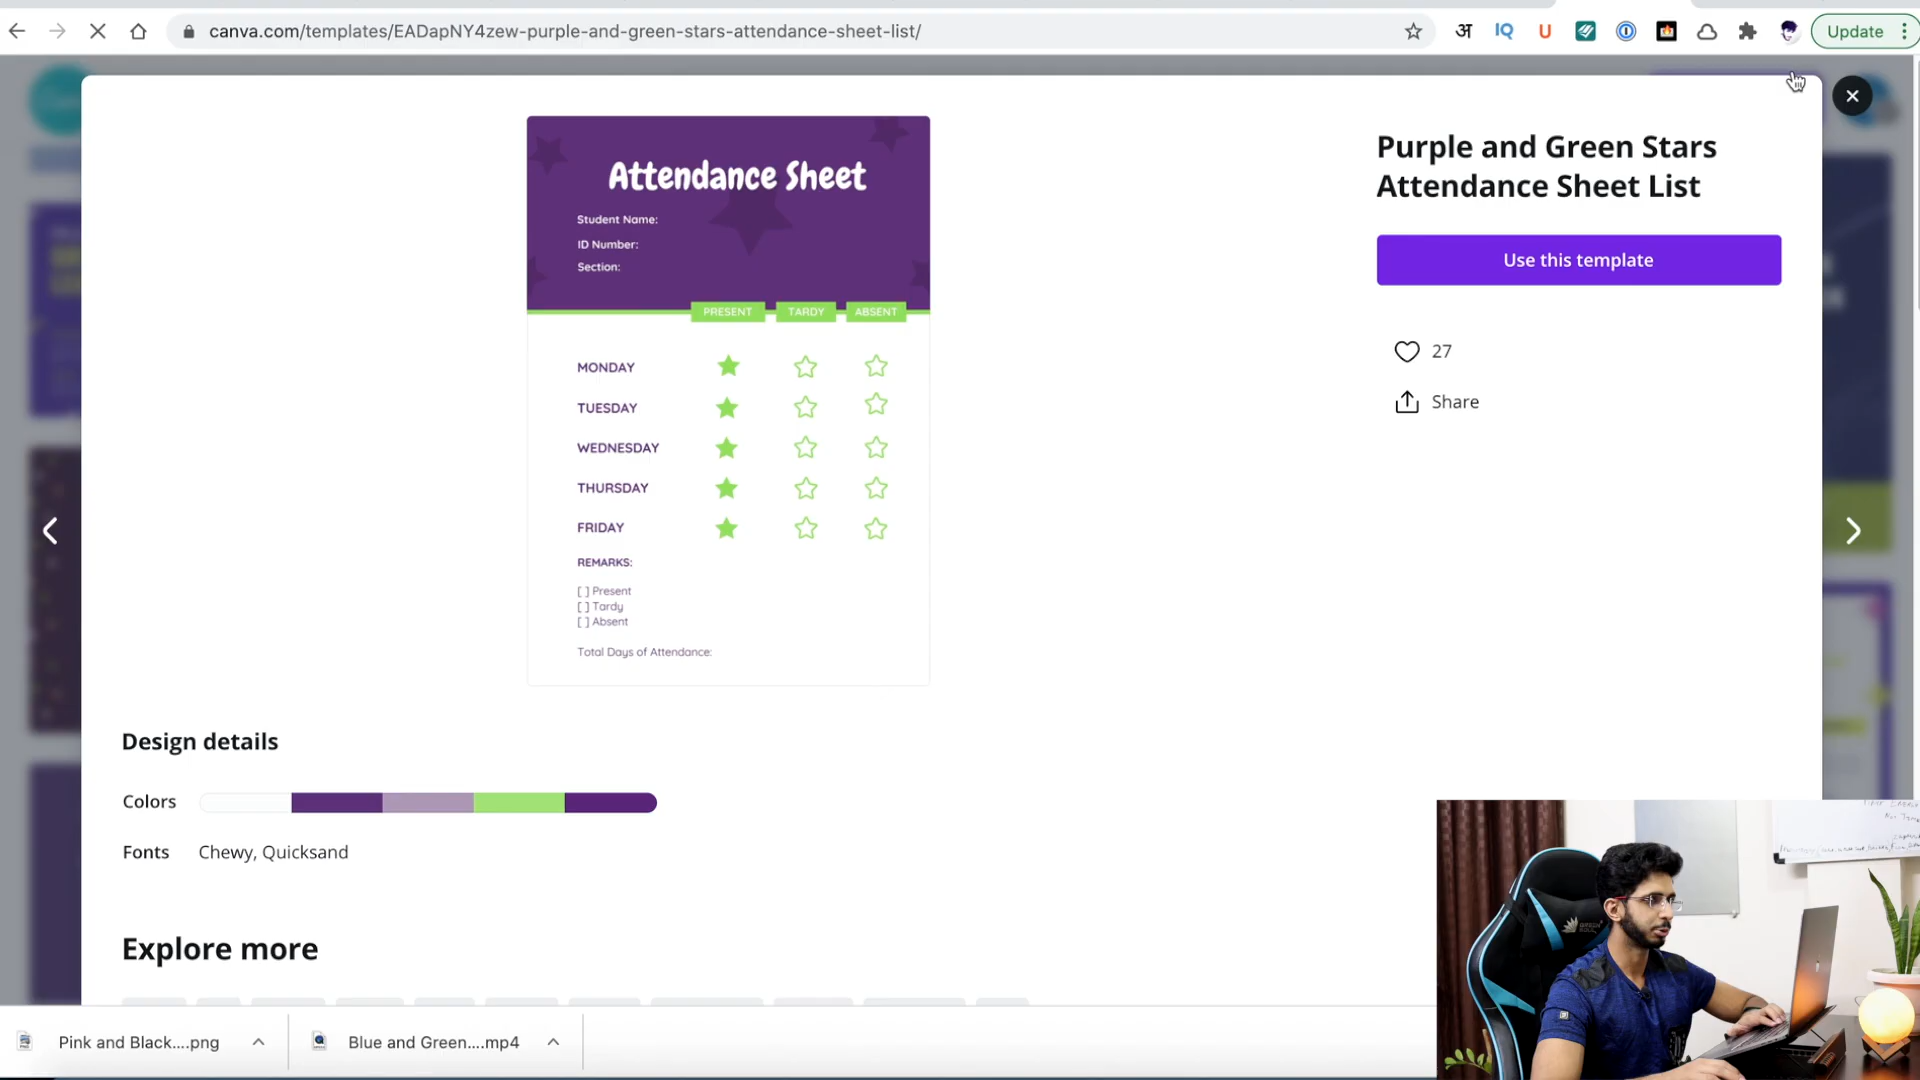 canva.com/templates/EADapNY4zew-purple-and-green-stars-attendance-sheet-list/
अ
IQ
U
Update
Attendance Sheet
Student Name:
ID Number:
Section:
PRESENT TARDY ABSENT
MONDAY
TUESDAY
WEDNESDAY
THURSDAY
FRIDAY
REMARKS:
[ ] Present
[ ] Tardy
[ ] Absent
Total Days of Attendance:
Purple and Green Stars
Attendance Sheet List
Use this template
27
Share
Design details
Colors
Fonts Chewy, Quicksand
Explore more
Pink and Black....png
Blue and Green....mp4